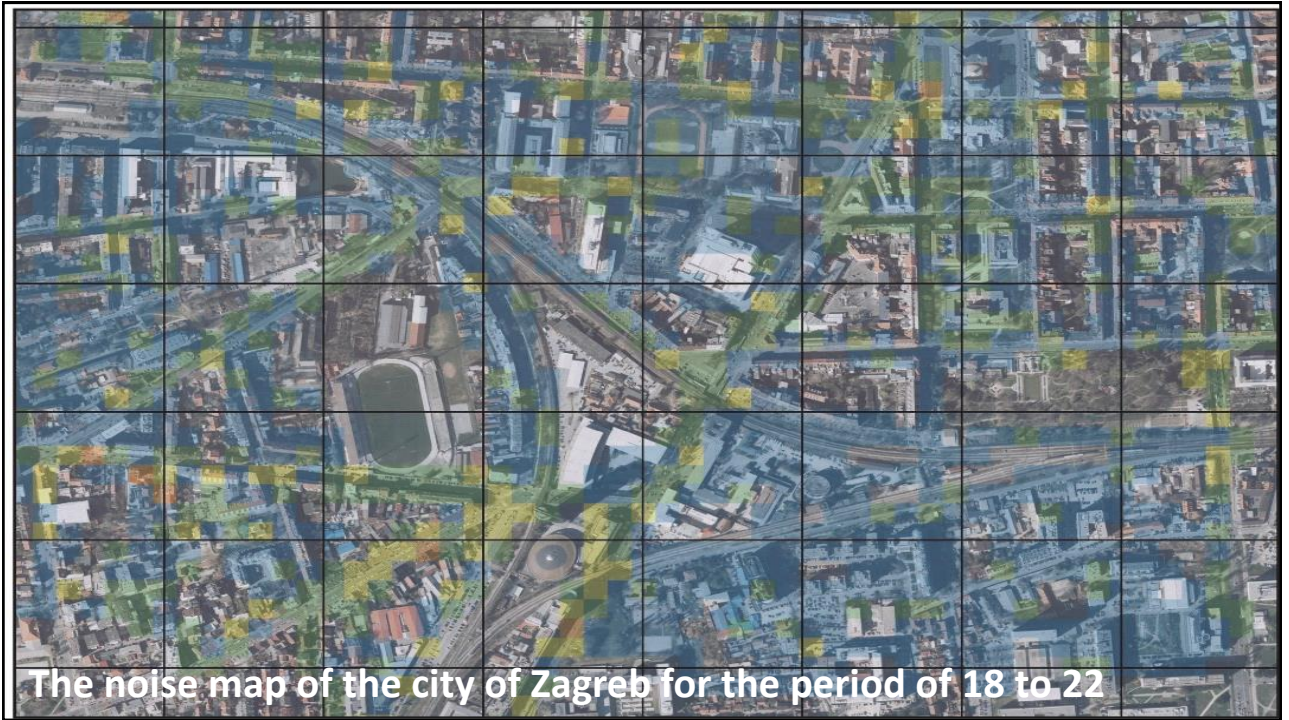 The noise map of the city of Zagreb for the period of 18 to 22